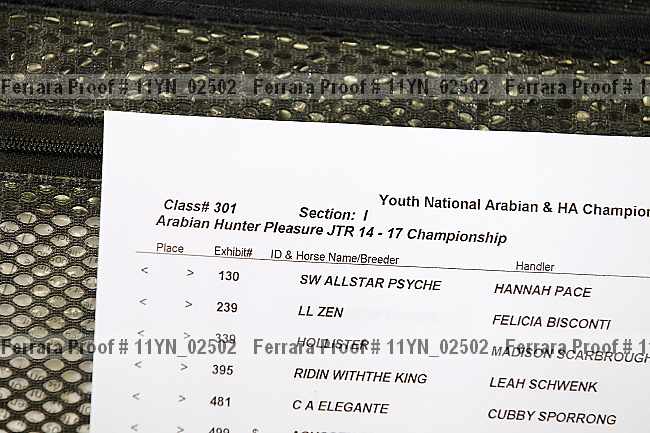 Ferrara Proof # 11YN_02502 Ferrara Proof # 11YN_02502 Ferrara Proof #
Youth National Arabian & HA Champion
Class# 301 Section: I
Arabian Hunter Pleasure JTR 14 - 17 Championship
Place Exhibit# ID & Horse Name/Breeder Handler
< > 130 SW ALLSTAR PSYCHE HANNAH PACE
< > 239 LL ZEN FELICIA BISCONTI
< > 339 HOLLISTER MADISON SCARBROUGH
Ferrara Proof # 11YN_02502 Ferrara Proof # 11YN_02502 Ferrara Proof #
< > 395 RIDIN WITHTHE KING LEAH SCHWENK
< > 481 C A ELEGANTE CUBBY SPORRONG
< > 499 $